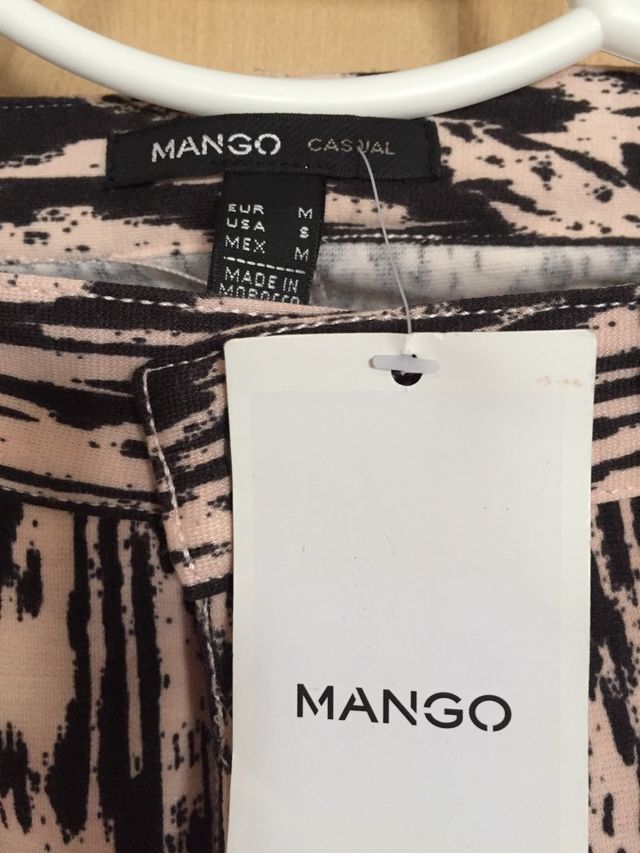 MANGO CASUAL
EUR M
USA S
MEX M
MADE IN
MOROCCO
MANGO